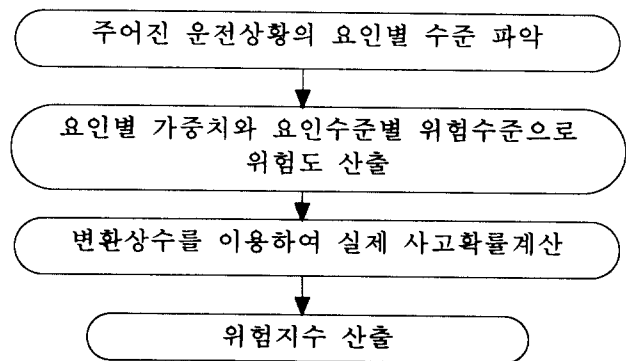 주어진 운전상황의 요인별 수준 파악
요인별 가중치와 요인수준별 위험수준으로
위험도 산출
변환상수를 이용하여 실제 사고확률계산
위험지수 산출